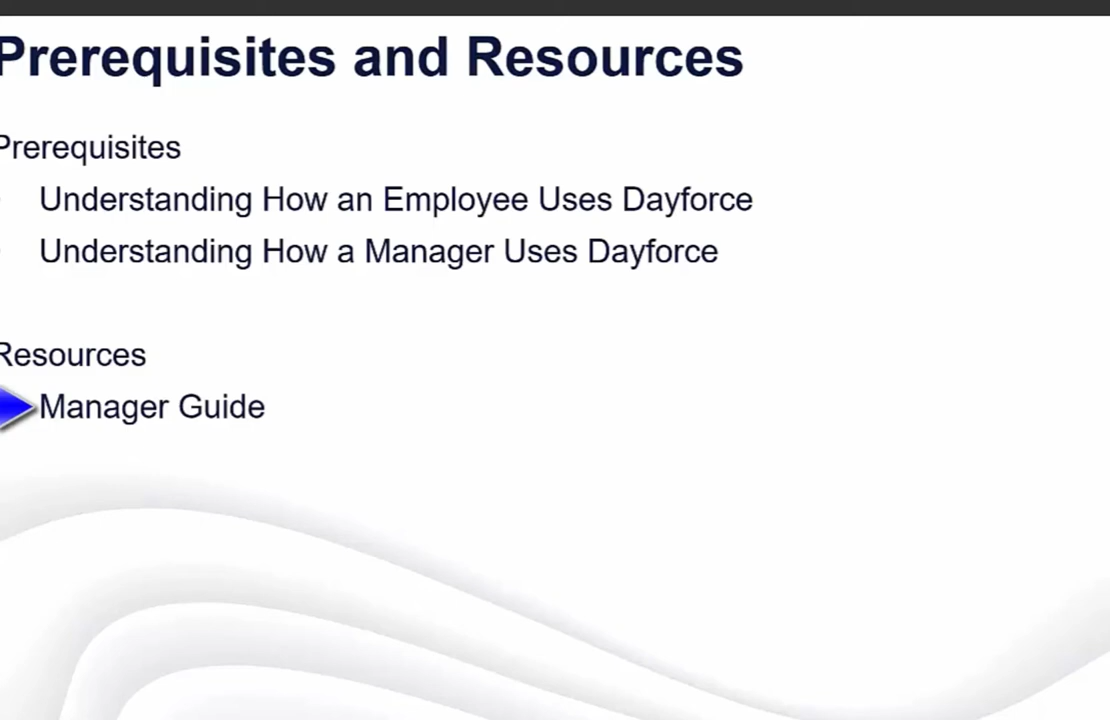 Prerequisites and Resources
Prerequisites
Understanding How an Employee Uses Dayforce
Understanding How a Manager Uses Dayforce
Resources
Manager Guide